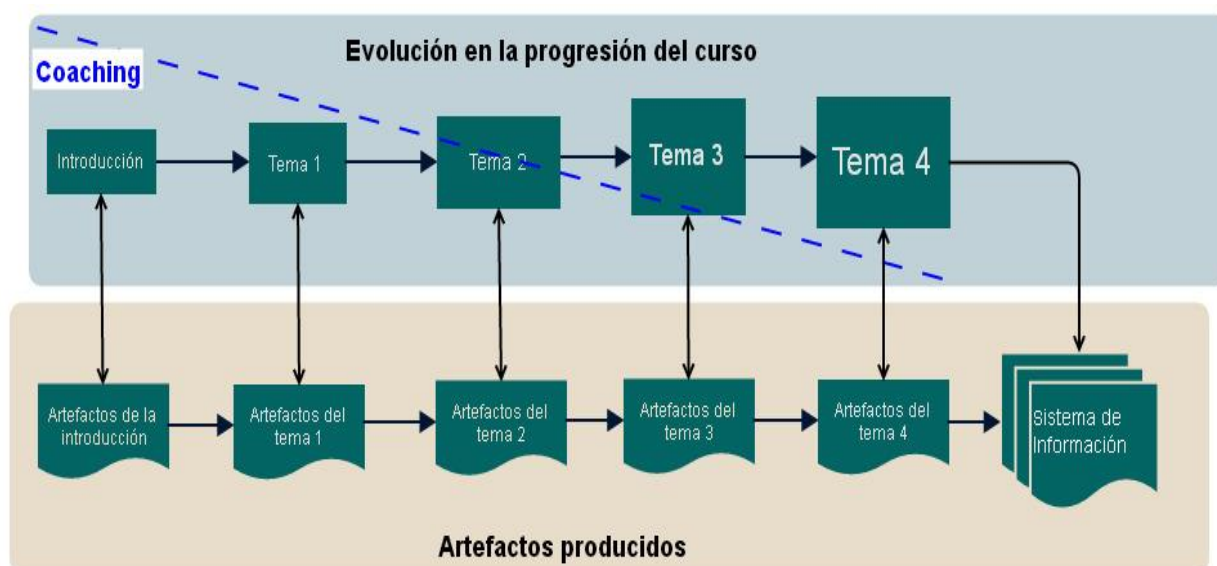 Evolución en la progresión del curso
Coaching
Introducción
Tema 1
Tema 2
Tema 3
Tema 4
Artefactos de la
introducción
Artefactos del
tema 1
Artefactos del
tema 2
Artefactos del
tema 3
Artefactos del
tema 4
Sistema de
Información
Artefactos producidos